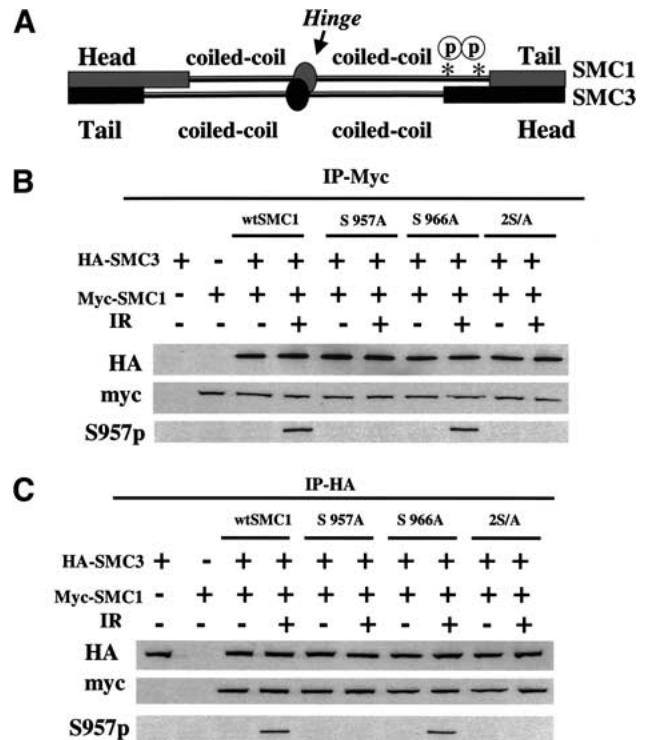 A
Hinge
Head coiled-coil coiled-coil p p Tail
* *
SMC1
SMC3
Tail coiled-coil coiled-coil Head
B
IP-Myc
wtSMC1 S 957A S 966A 2S/A
HA-SMC3 + - + + + + + + + +
Myc-SMC1 - + + + + + + + + +
IR - - - + - + - + - +
HA
myc
S957p
C
IP-HA
wtSMC1 S 957A S 966A 2S/A
HA-SMC3 + - + + + + + + + +
Myc-SMC1 - + + + + + + + + +
IR - - - + - + - + - +
HA
myc
S957p